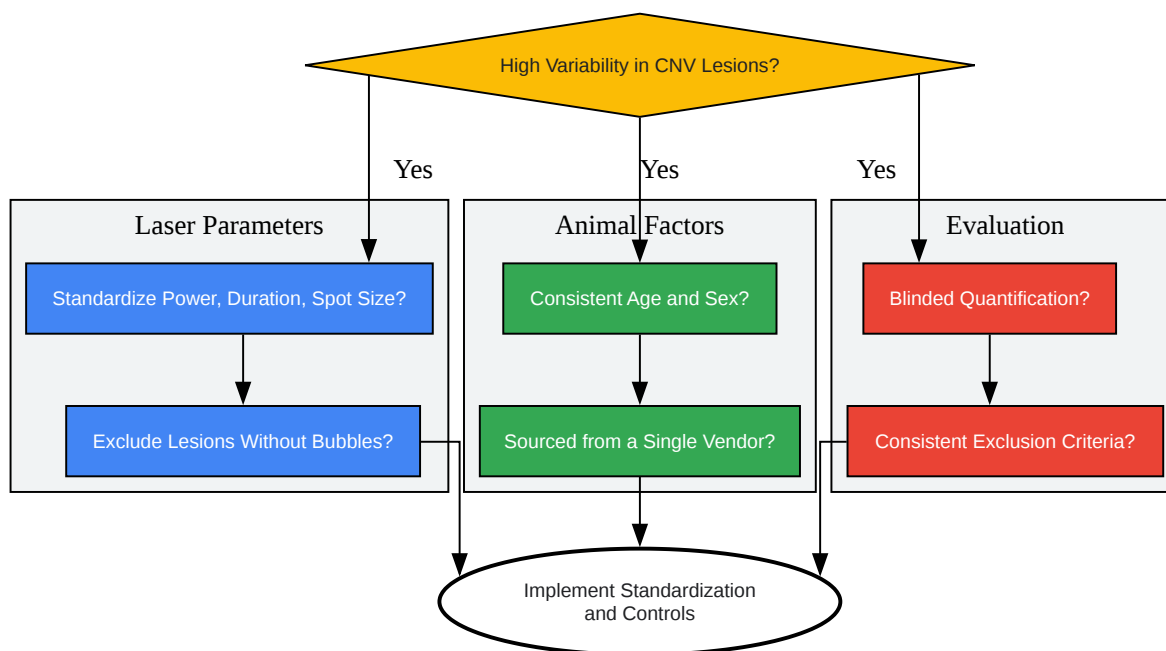 High Variability in CNV Lesions?
Yes
Yes
Yes
Laser Parameters
Animal Factors
Evaluation
Standardize Power, Duration, Spot Size?
Consistent Age and Sex?
Blinded Quantification?
Exclude Lesions Without Bubbles?
Sourced from a Single Vendor?
Consistent Exclusion Criteria?
Implement Standardization
and Controls